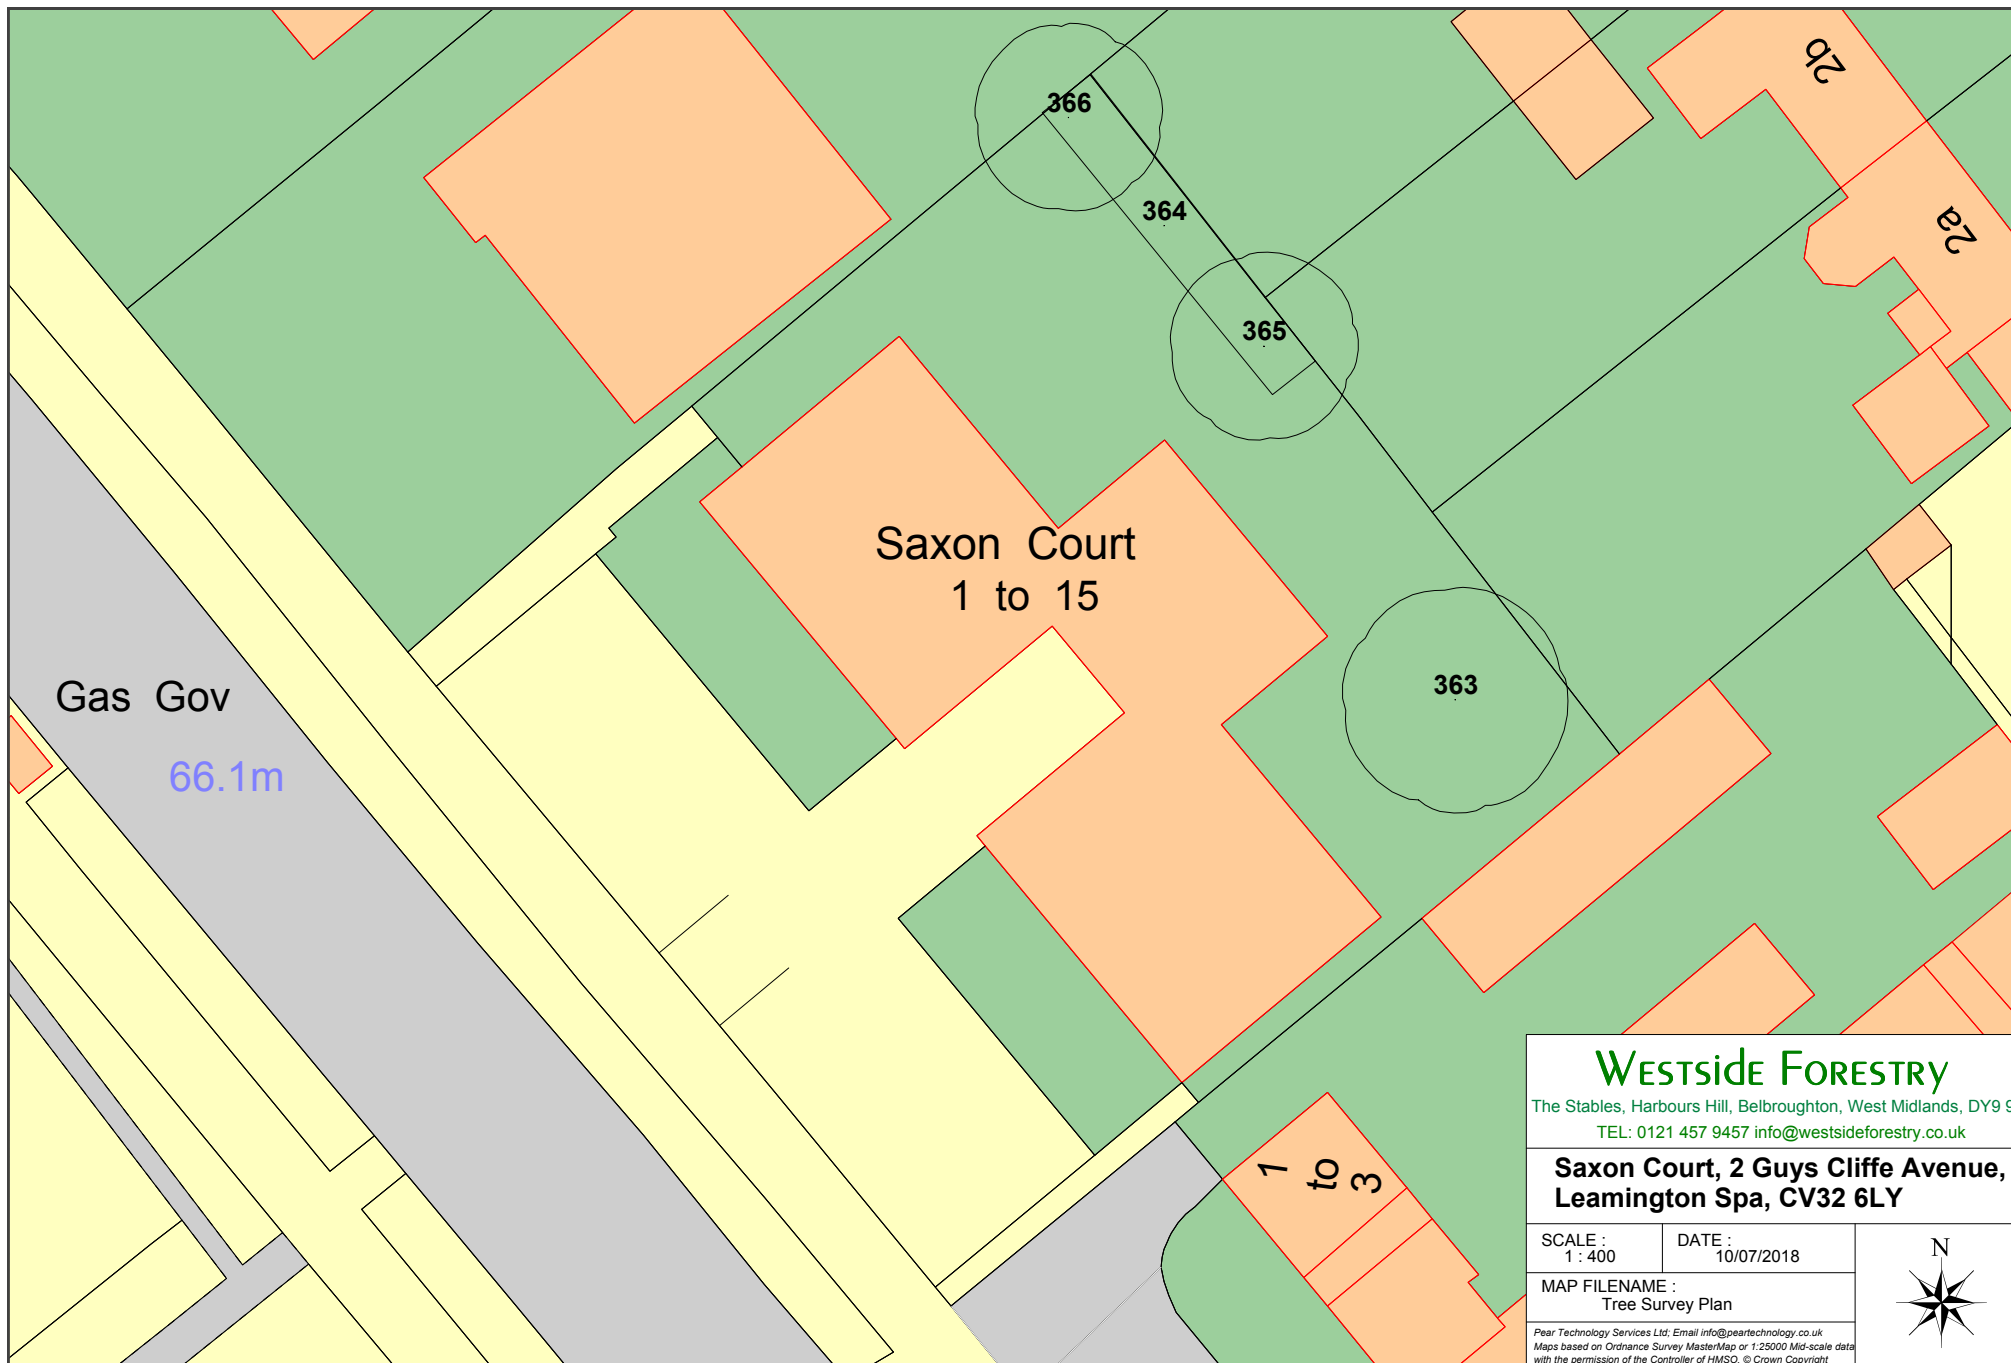 2b
366
364
2a
365
Saxon Court
1 to 15
363
Gas Gov
66.1m
1
to
3
WESTSidE FORESTRY
The Stables, Harbours Hill, Belbroughton, West Midlands, DY9 9
TEL: 0121 457 9457 info@westsideforestry.co.uk
Saxon Court, 2 Guys Cliffe Avenue,
Leamington Spa, CV32 6LY
SCALE :
1 : 400
DATE :
10/07/2018
N
MAP FILENAME :
Tree Survey Plan
Pear Technology Services Ltd; Email info@peartechnology.co.uk
Maps based on Ordnance Survey MasterMap or 1:25000 Mid-scale data
with the permission of the Controller of HMSO. © Crown Copyright